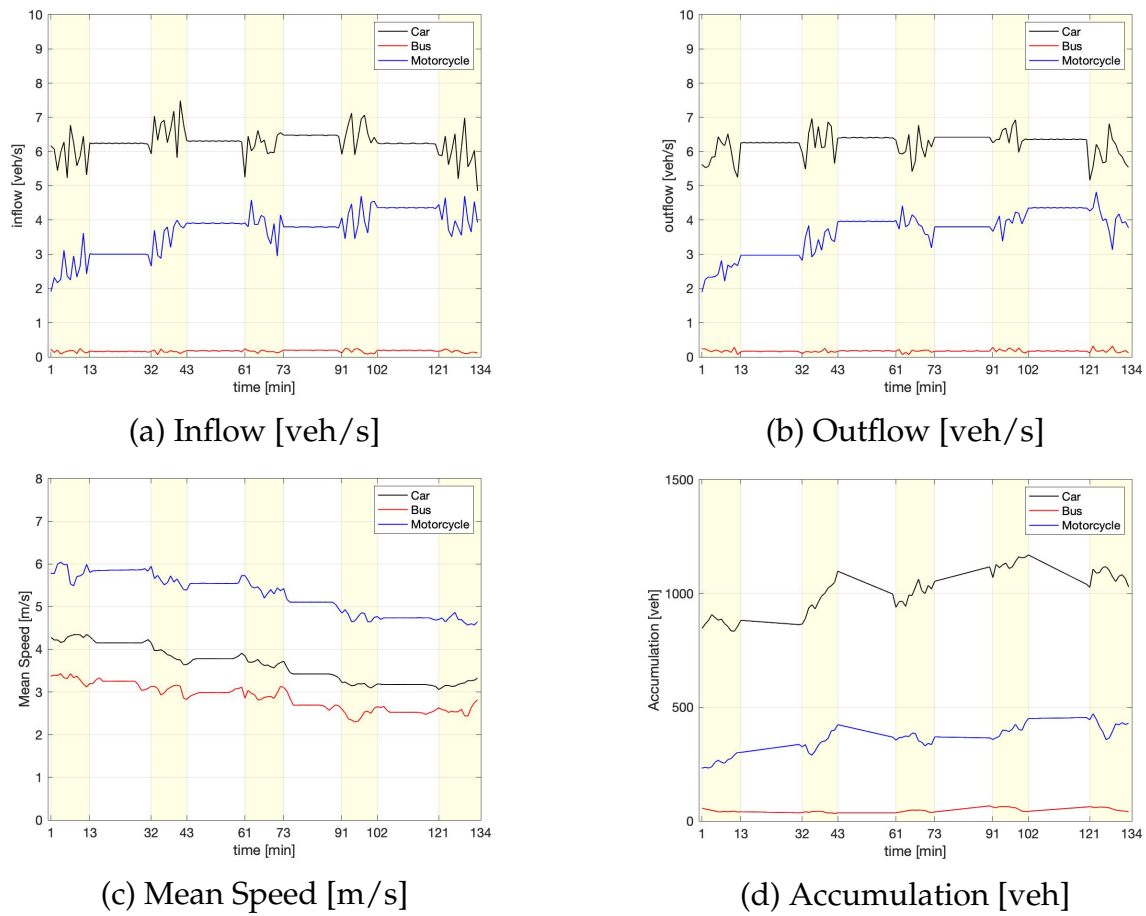 10
9
8
7
6
5
4
3
2
1
0
inflow [veh/s]
Car
Bus
Motorcycle
1 13 32 43 61 73 91 102 121 134
time [min]
(a) Inflow [veh/s]
10
9
8
7
6
5
4
3
2
1
0
outflow [veh/s]
Car
Bus
Motorcycle
1 13 32 43 61 73 91 102 121 134
time [min]
(b) Outflow [veh/s]
8
7
6
5
4
3
2
1
0
Mean Speed [m/s]
Car
Bus
Motorcycle
1 13 32 43 61 73 91 102 121 134
time [min]
(c) Mean Speed [m/s]
1500
1000
500
0
Accumulation [veh]
Car
Bus
Motorcycle
1 13 32 43 61 73 91 102 121 134
time [min]
(d) Accumulation [veh]